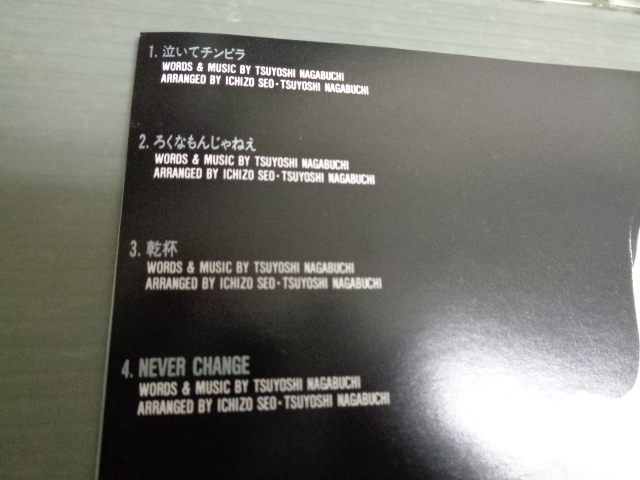 1. 泣いてチンピラ
WORDS & MUSIC BY TSUYOSHI NAGABUCHI
ARRANGED BY ICHIZO SEO・TSUYOSHI NAGABUCHI
2. ろくなもんじゃねえ
WORDS & MUSIC BY TSUYOSHI NAGABUCHI
ARRANGED BY ICHIZO SEO・TSUYOSHI NAGABUCHI
3. 乾杯
WORDS & MUSIC BY TSUYOSHI NAGABUCHI
ARRANGED BY ICHIZO SEO・TSUYOSHI NAGABUCHI
4. NEVER CHANGE
WORDS & MUSIC BY TSUYOSHI NAGABUCHI
ARRANGED BY ICHIZO SEO・TSUYOSHI NAGABUCHI